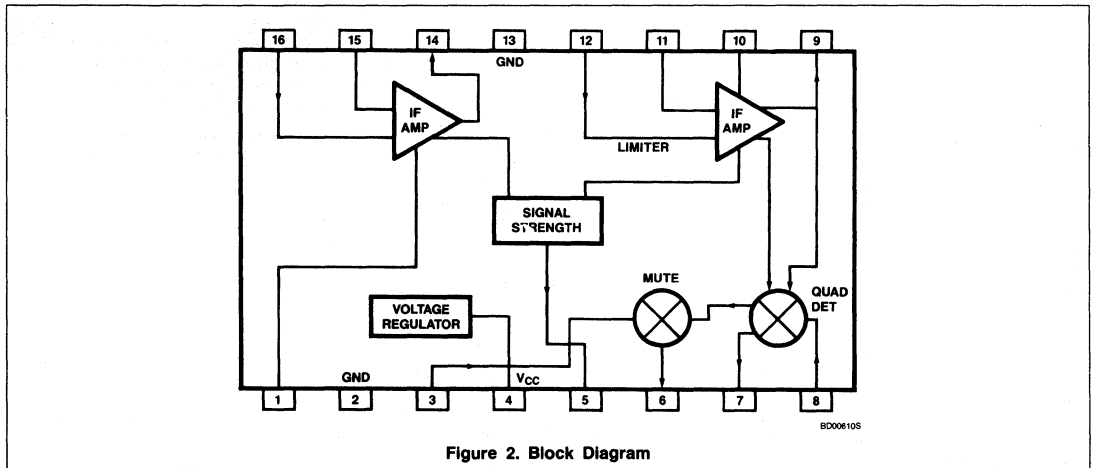 16 15 14 13 12 11 10 9
GND
IF
AMP
IF
AMP
LIMITER
SIGNAL
STRENGTH
MUTE
QUAD
DET
VOLTAGE
REGULATOR
GND
VCC
1 2 3 4 5 6 7 8
BD00610S
Figure 2. Block Diagram